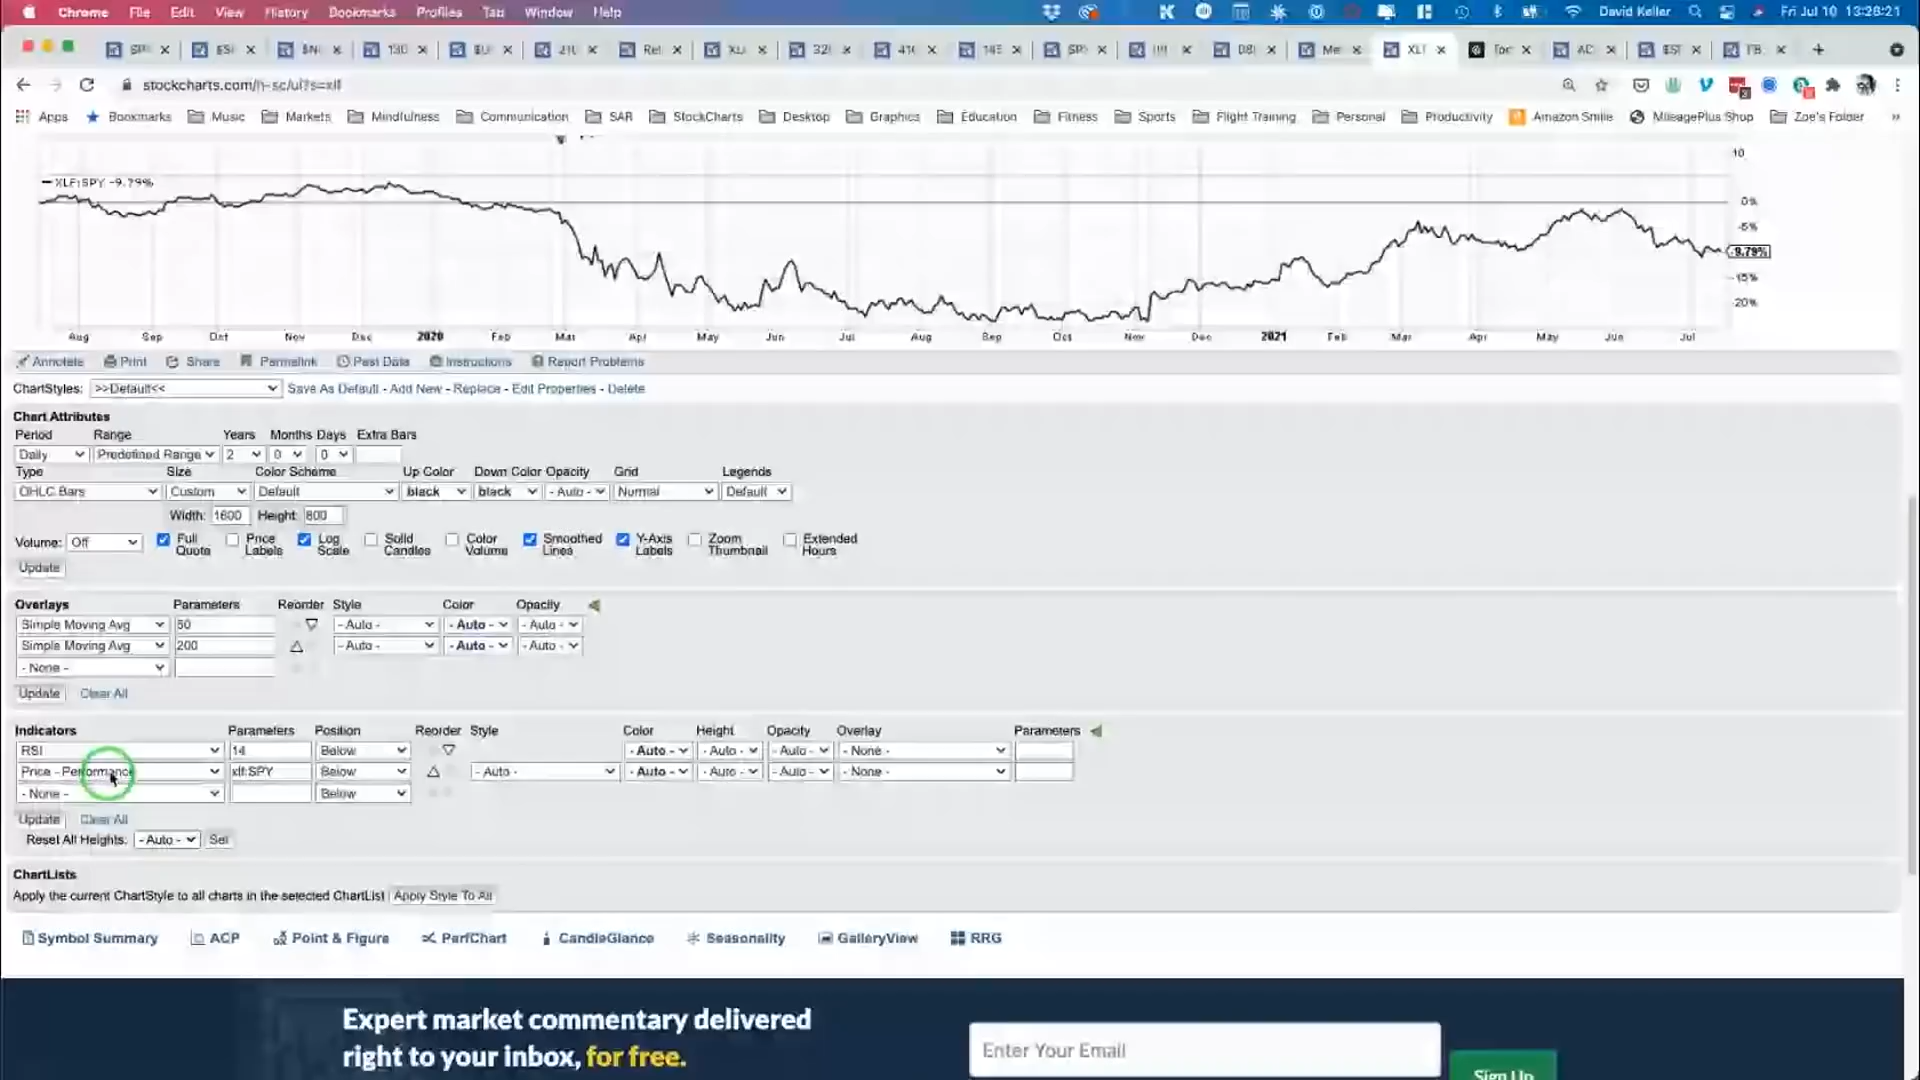 Chrome File Edit View History Bookmarks Profiles Tab Window Help David Keller Fri Jul 10 13:28:21
stockcharts.com/h-sc/ui?s=xlf
Apps Bookmarks Music Markets Mindfulness Communication SAR StockCharts Desktop Graphics Education Fitness Sports Flight Training Personal Productivity Amazon Smile MileagePlus Shop Zoe's Folder »
10
XLF:SPY -9.79%
0%
-5%
-9.79%
-15%
-20%
Aug Sep Oct Nov Dec 2020 Feb Mar Apr May Jun Jul Aug Sep Oct Nov Dec 2021 Feb Mar Apr May Jun Jul
Annotate Print Share Permalink Past Data Instructions Report Problems
ChartStyles: >>Default<< Save As Default - Add New - Replace - Edit Properties - Delete
Chart Attributes
Period Range Years Months Days Extra Bars
Daily Predefined Range 2 0 0
Type Size Color Scheme Up Color Down Color Opacity Grid Legends
OHLC Bars Custom Default black black - Auto - Normal Default
Width: 1600 Height: 800
Volume: Off Full Quote Price Labels Log Scale Solid Candles Color Volume Smoothed Lines Y-Axis Labels Zoom Thumbnail Extended Hours
Update
Overlays Parameters Reorder Style Color Opacity
Simple Moving Avg 50 - Auto - - Auto - - Auto -
Simple Moving Avg 200 - Auto - - Auto - - Auto -
- None -
Update Clear All
Indicators Parameters Position Reorder Style Color Height Opacity Overlay Parameters
RSI 14 Below - Auto - - Auto - - Auto - - None -
Price - Performance xlf:SPY Below - Auto - - Auto - - Auto - - Auto - - None -
- None - Below
Update Clear All
Reset All Heights: - Auto - Set
ChartLists
Apply the current ChartStyle to all charts in the selected ChartList Apply Style To All
Symbol Summary ACP Point & Figure PerfChart CandleGlance Seasonality GalleryView RRG
Expert market commentary delivered
right to your inbox, for free.
Enter Your Email
Sign Up